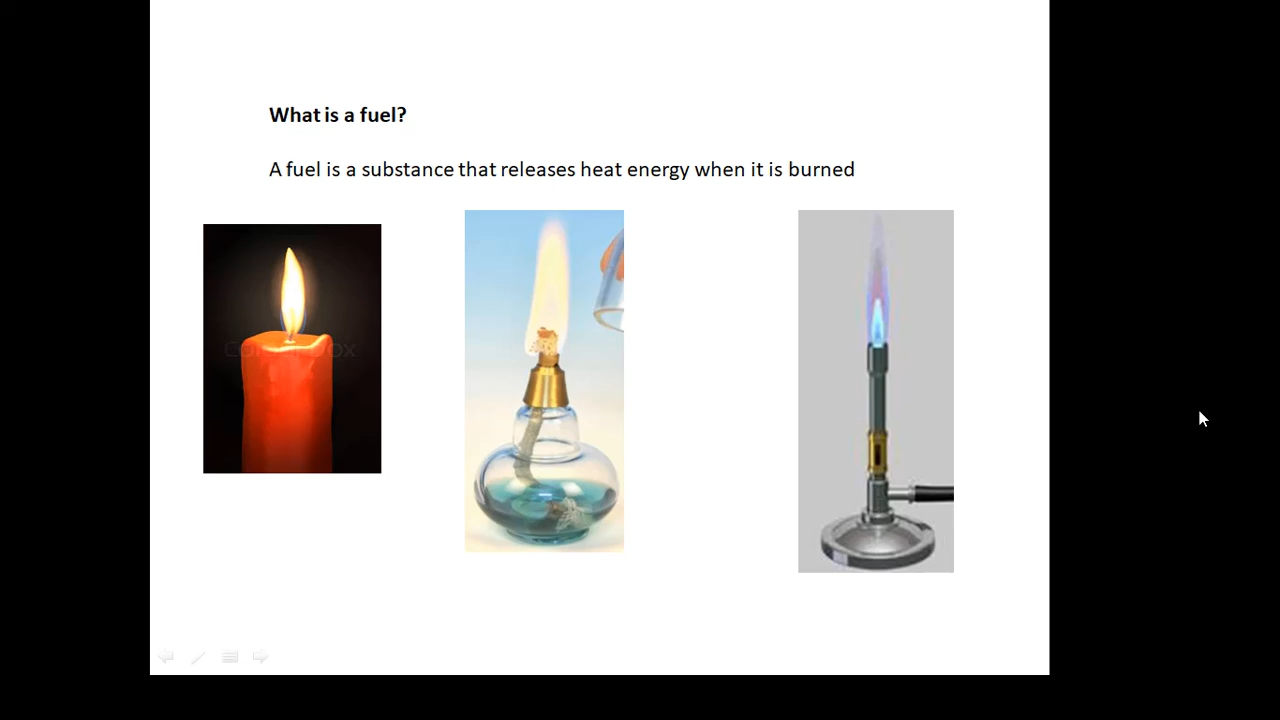 What is a fuel?
A fuel is a substance that releases heat energy when it is burned